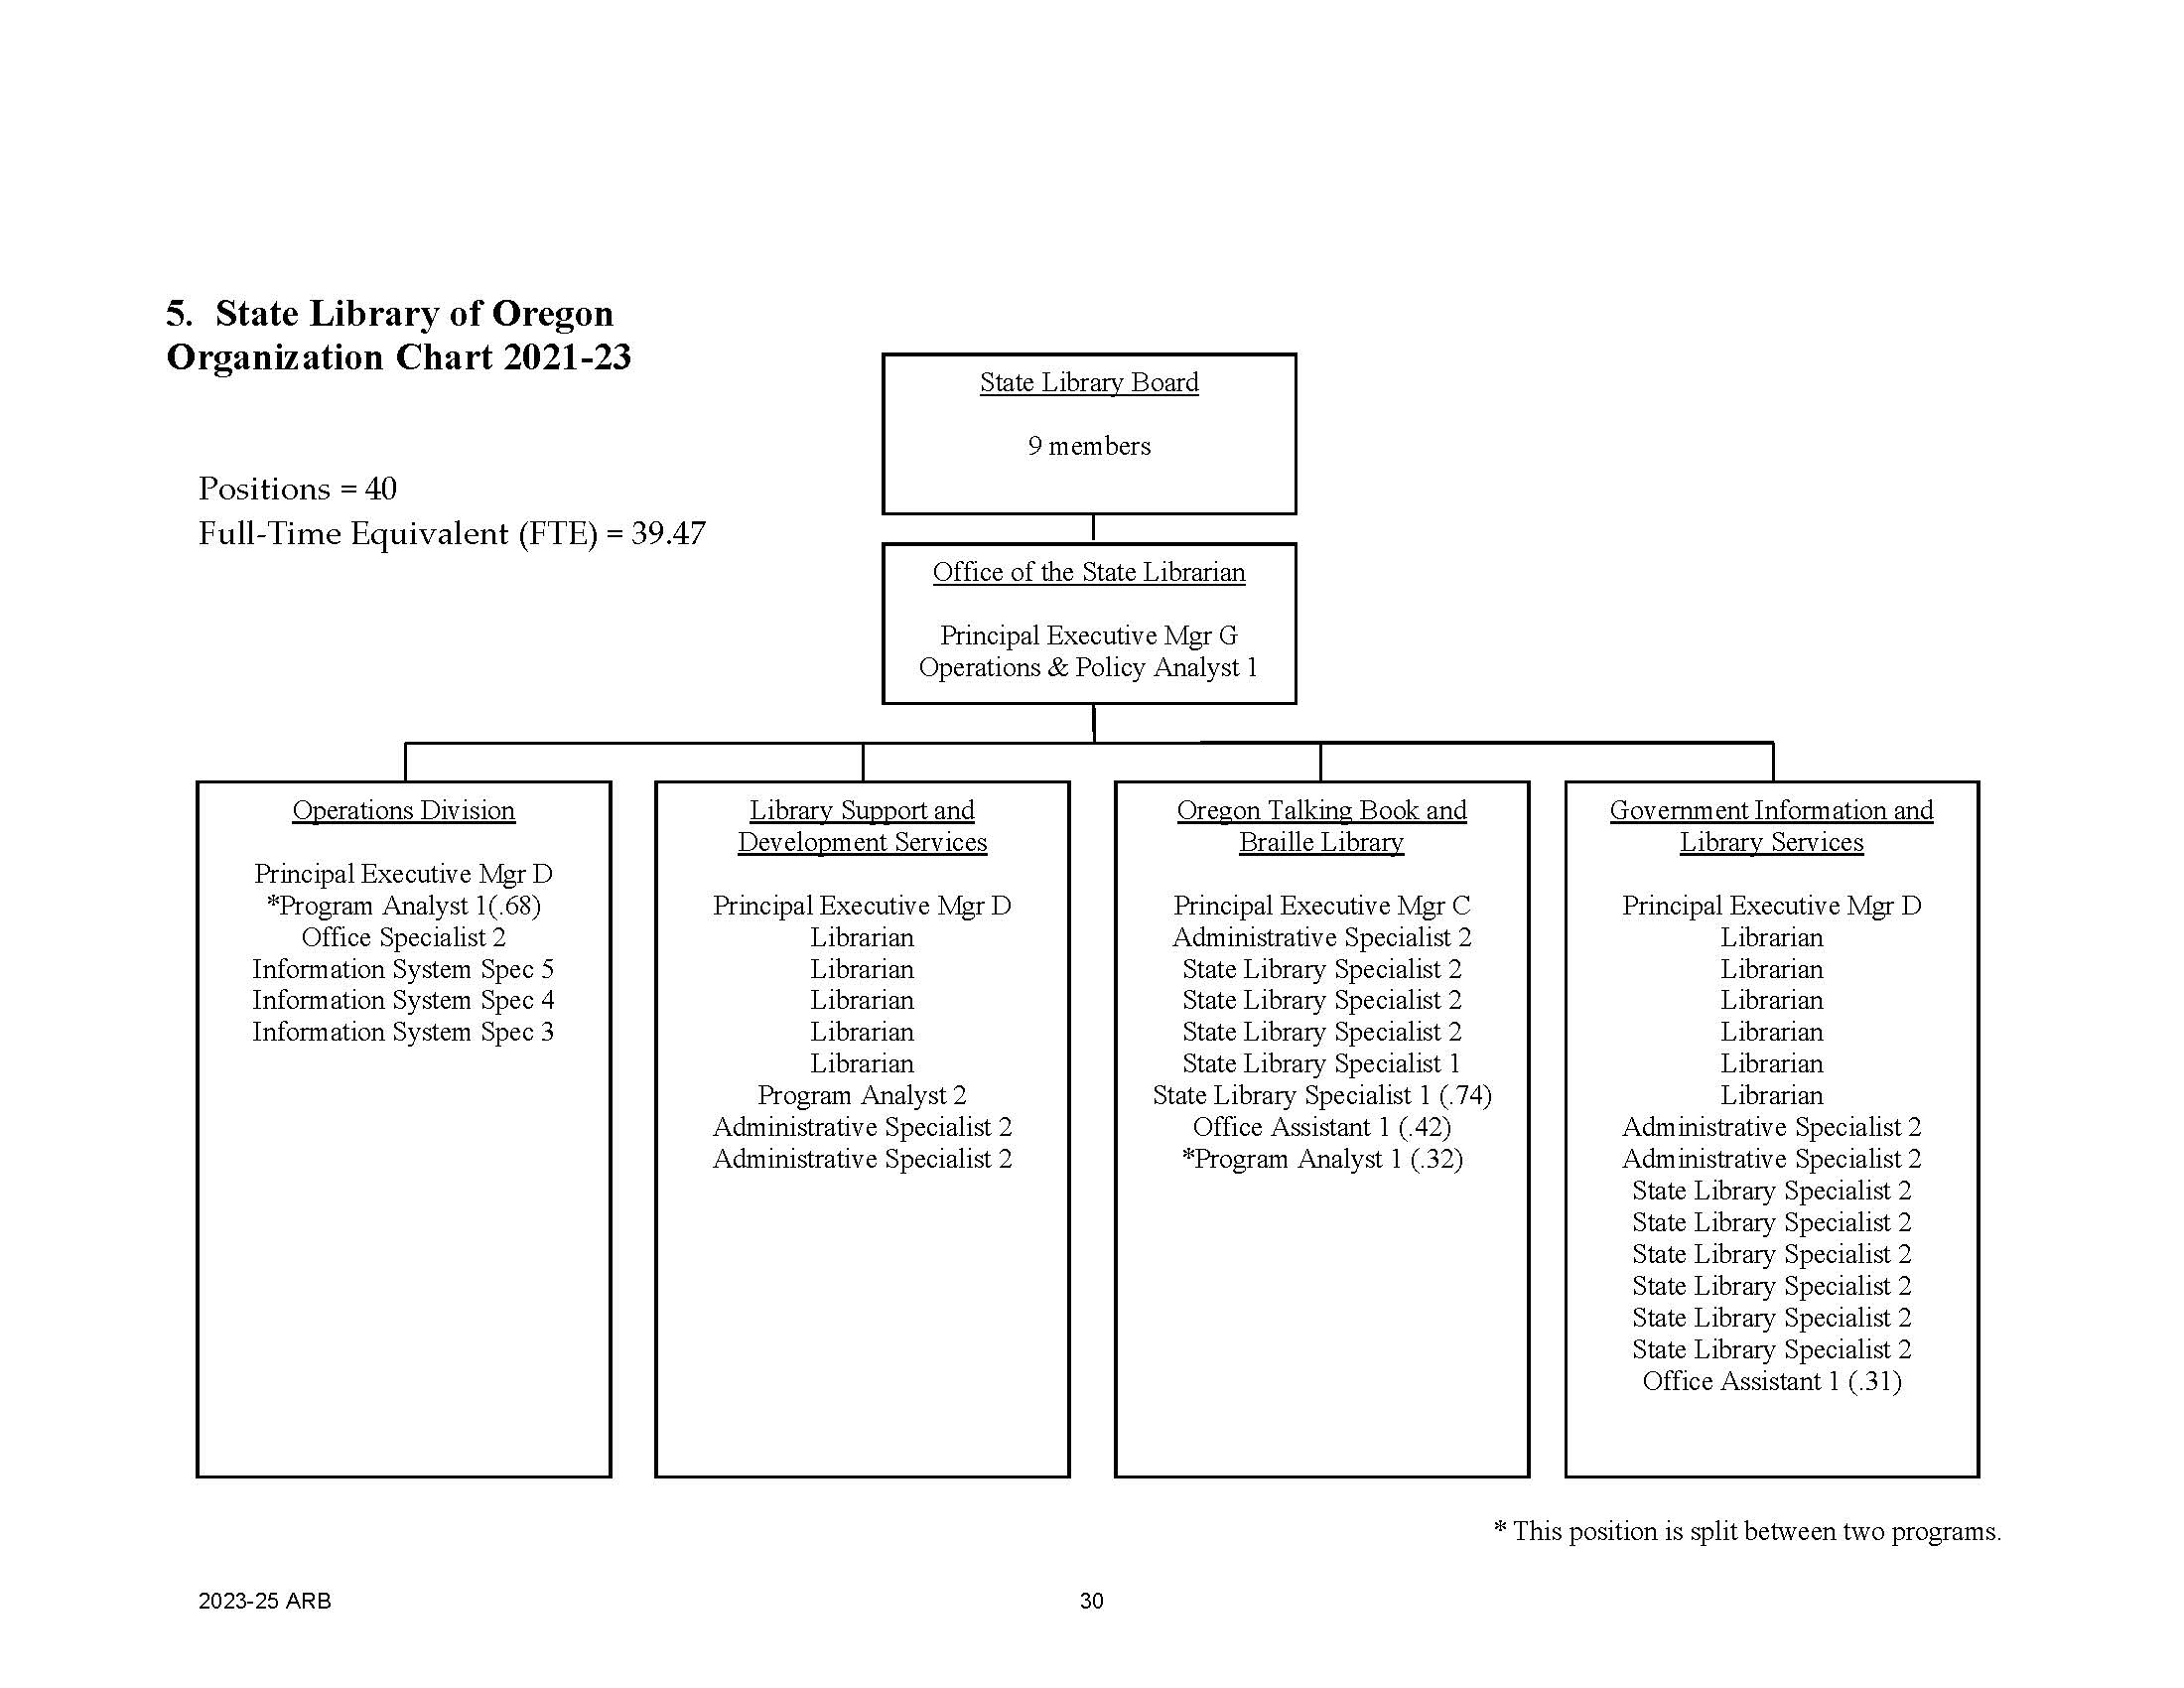 5. State Library of Oregon
Organization Chart 2021-23
Positions = 40
Full-Time Equivalent (FTE) = 39.47
State Library Board
9 members
Office of the State Librarian
Principal Executive Mgr G
Operations & Policy Analyst 1
Operations Division
Principal Executive Mgr D
*Program Analyst 1(.68)
Office Specialist 2
Information System Spec 5
Information System Spec 4
Information System Spec 3
Library Support and
Development Services
Principal Executive Mgr D
Librarian
Librarian
Librarian
Librarian
Librarian
Program Analyst 2
Administrative Specialist 2
Administrative Specialist 2
Oregon Talking Book and
Braille Library
Principal Executive Mgr C
Administrative Specialist 2
State Library Specialist 2
State Library Specialist 2
State Library Specialist 2
State Library Specialist 1
State Library Specialist 1 (.74)
Office Assistant 1 (.42)
*Program Analyst 1 (.32)
Government Information and
Library Services
Principal Executive Mgr D
Librarian
Librarian
Librarian
Librarian
Librarian
Librarian
Administrative Specialist 2
Administrative Specialist 2
State Library Specialist 2
State Library Specialist 2
State Library Specialist 2
State Library Specialist 2
State Library Specialist 2
State Library Specialist 2
Office Assistant 1 (.31)
* This position is split between two programs.
2023-25 ARB
30